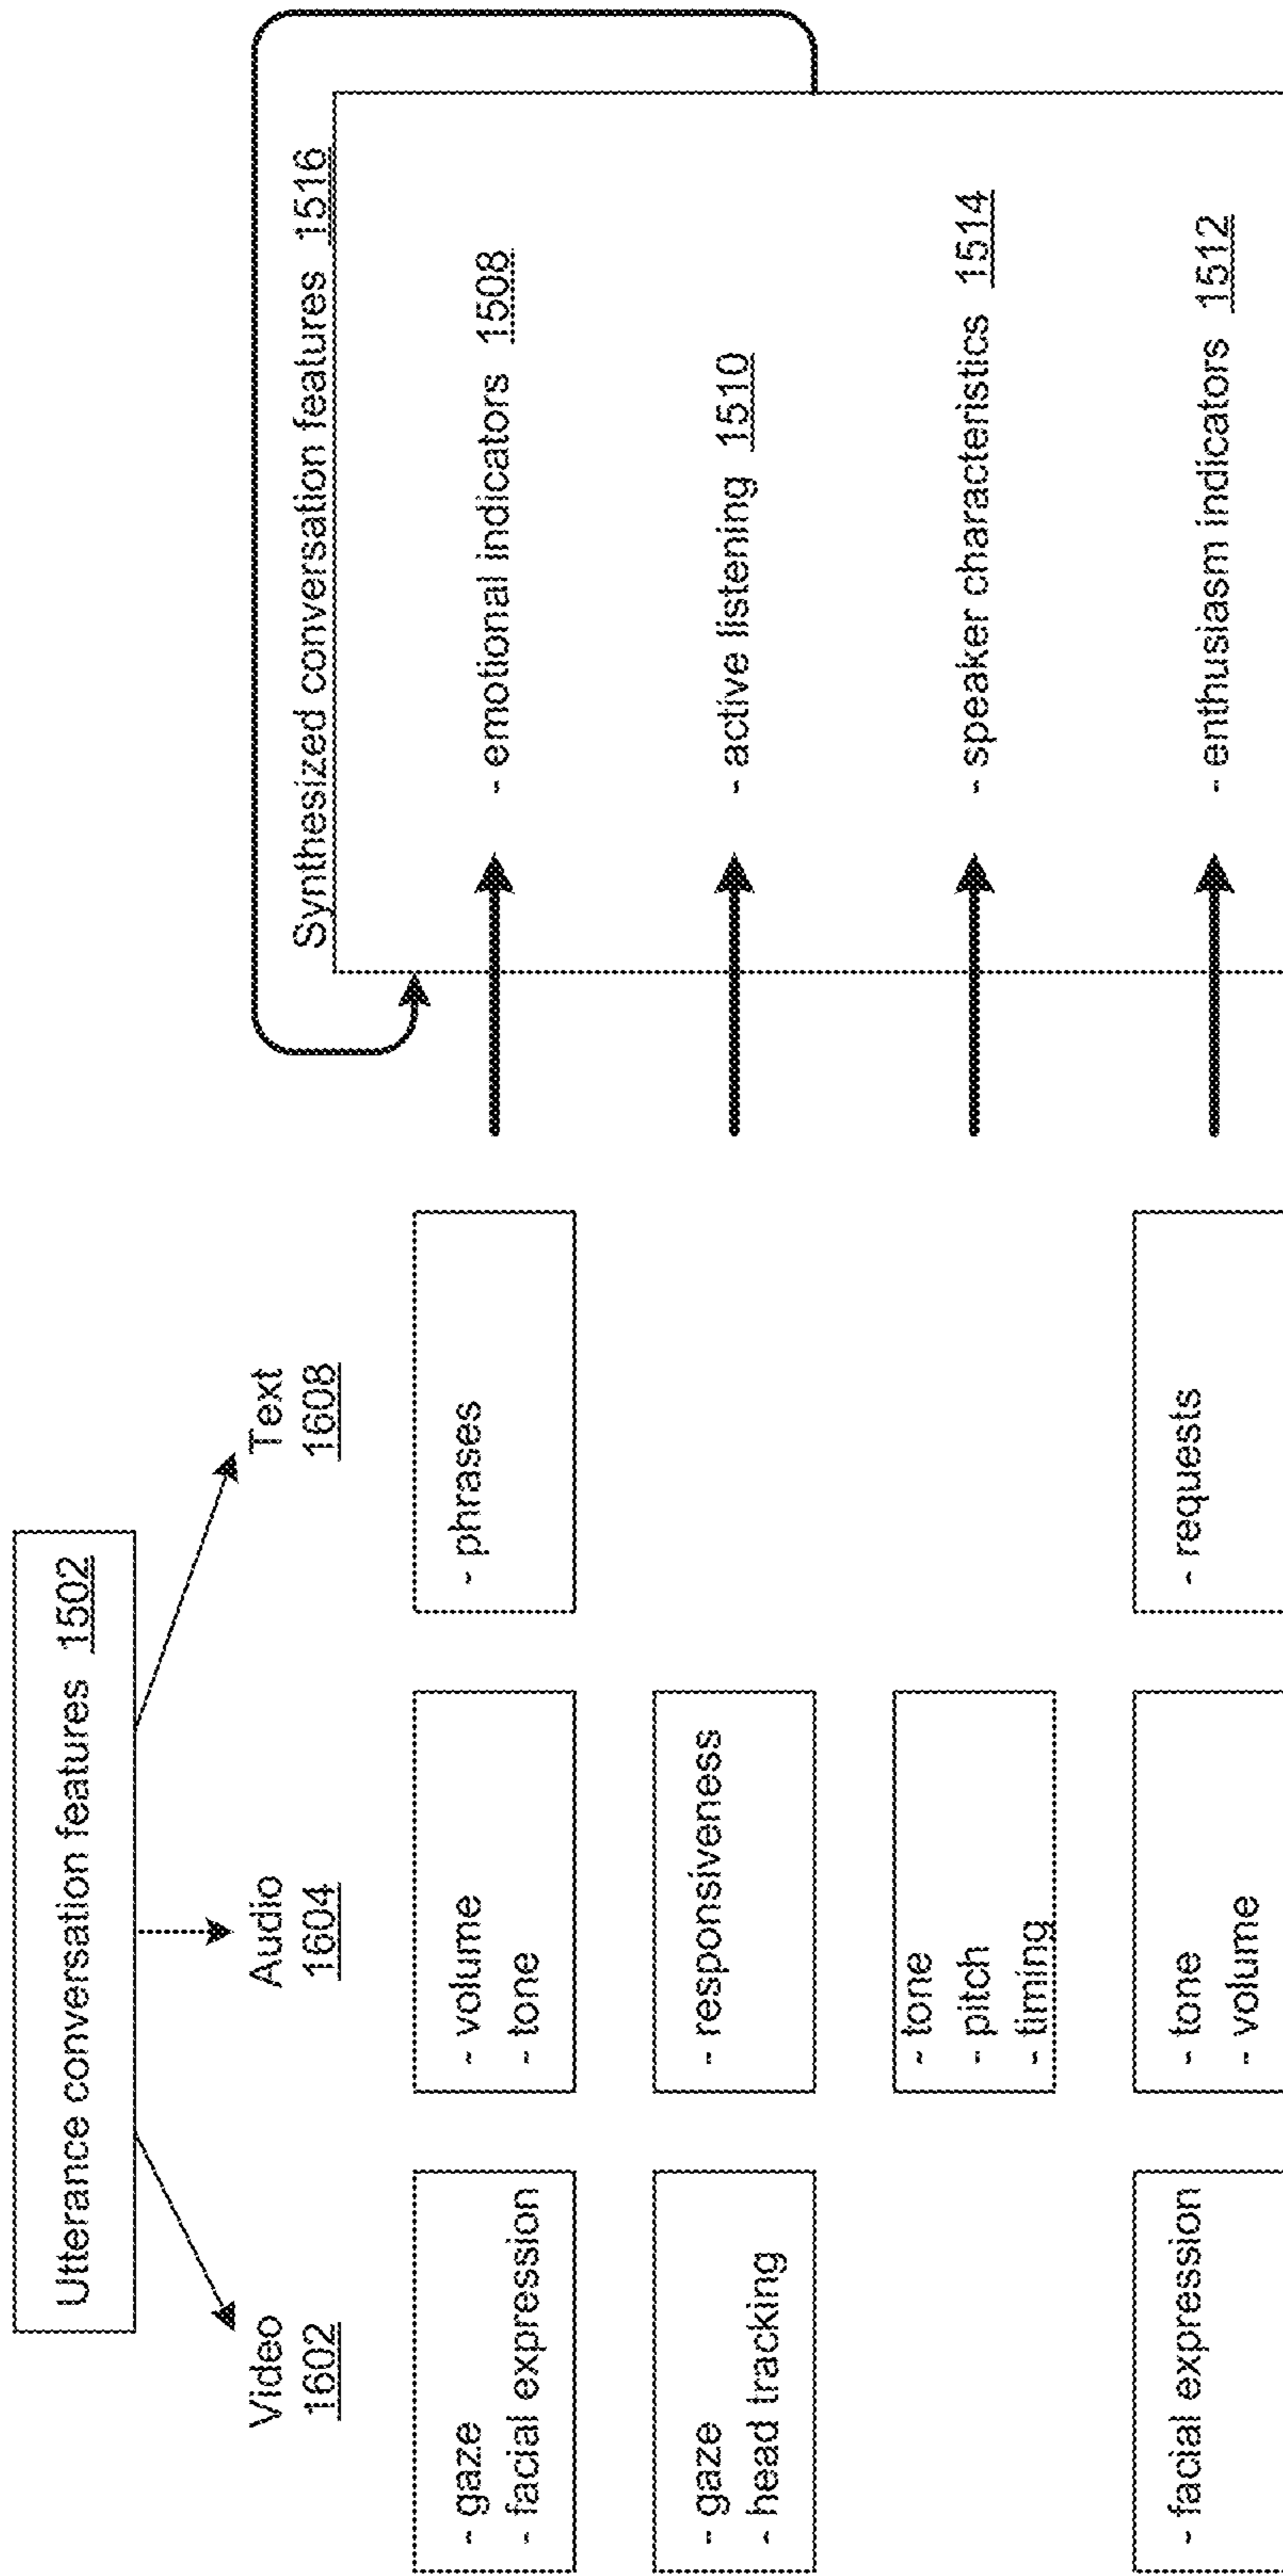 Utterance conversation features 1502
Video
1602
Audio
1604
Text
1608
Synthesized conversation features 1516
- gaze
- facial expression
- volume
- tone
- phrases
- emotional indicators 1508
- gaze
- head tracking
- responsiveness
- active listening 1510
- tone
- pitch
- timing
- speaker characteristics 1514
- facial expression
- tone
- volume
- requests
- enthusiasm indicators 1512